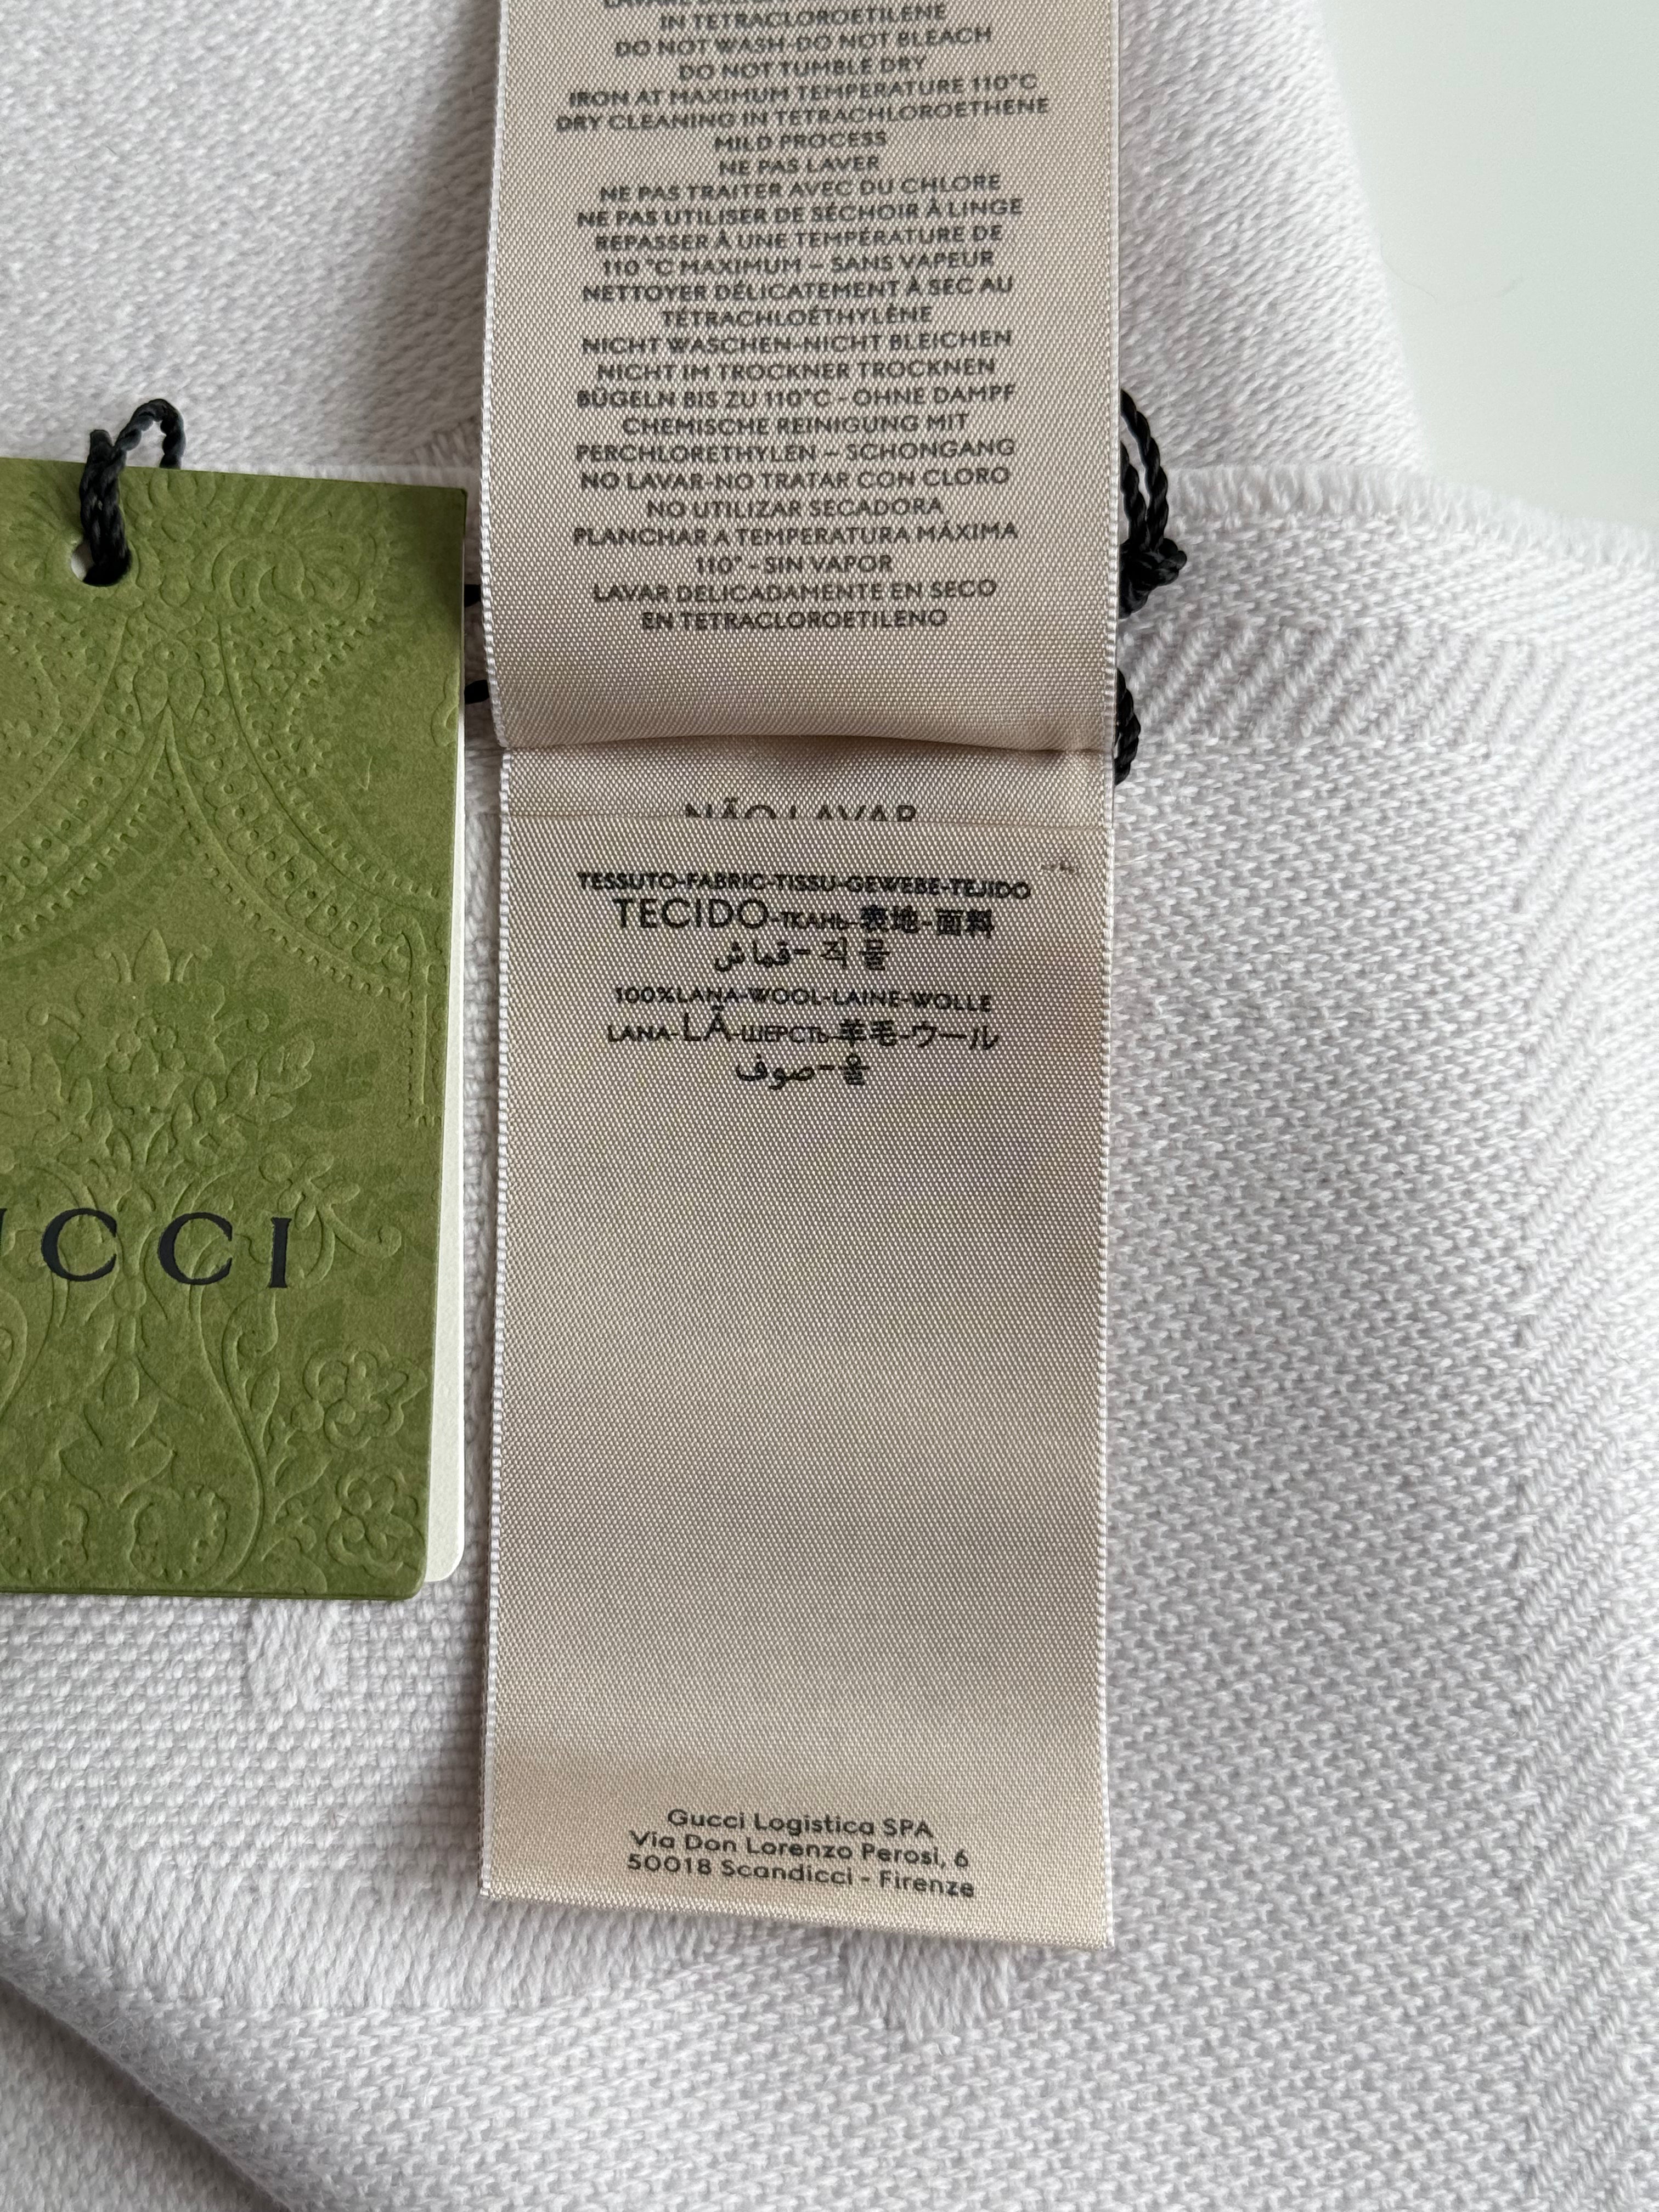 IN TETRACLOROETILENE
DO NOT WASH-DO NOT BLEACH
DO NOT TUMBLE DRY
IRON AT MAXIMUM TEMPERATURE 110°C
DRY CLEANING IN TETRACHLOROETHENE
MILD PROCESS
NE PAS LAVER
NE PAS TRAITER AVEC DU CHLORE
NE PAS UTILISER DE SÉCHOIR À LINGE
REPASSER À UNE TEMPÉRATURE DE
110 °C MAXIMUM – SANS VAPEUR
NETTOYER DÉLICATEMENT À SEC AU
TÉTRACHLOÉTHYLÈNE
NICHT WASCHEN-NICHT BLEICHEN
NICHT IM TROCKNER TROCKNEN
BÜGELN BIS ZU 110°C - OHNE DAMPF
CHEMISCHE REINIGUNG MIT
PERCHLORETHYLEN – SCHONGANG
NO LAVAR-NO TRATAR CON CLORO
NO UTILIZAR SECADORA
PLANCHAR A TEMPERATURA MÁXIMA
110° - SIN VAPOR
LAVAR DELICADAMENTE EN SECO
EN TETRACLOROETILENO
NÃO LAVAR
TESSUTO-FABRIC-TISSU-GEWEBE-TEJIDO
TECIDO-ТКАНЬ-表地-面料
قماش-직물
100%LANA-WOOL-LAINE-WOLLE
LANA-LÃ-ШЕРСТЬ-羊毛-ウール
صوف-울
Gucci Logistica SPA
Via Don Lorenzo Perosi, 6
50018 Scandicci - Firenze
UCCI